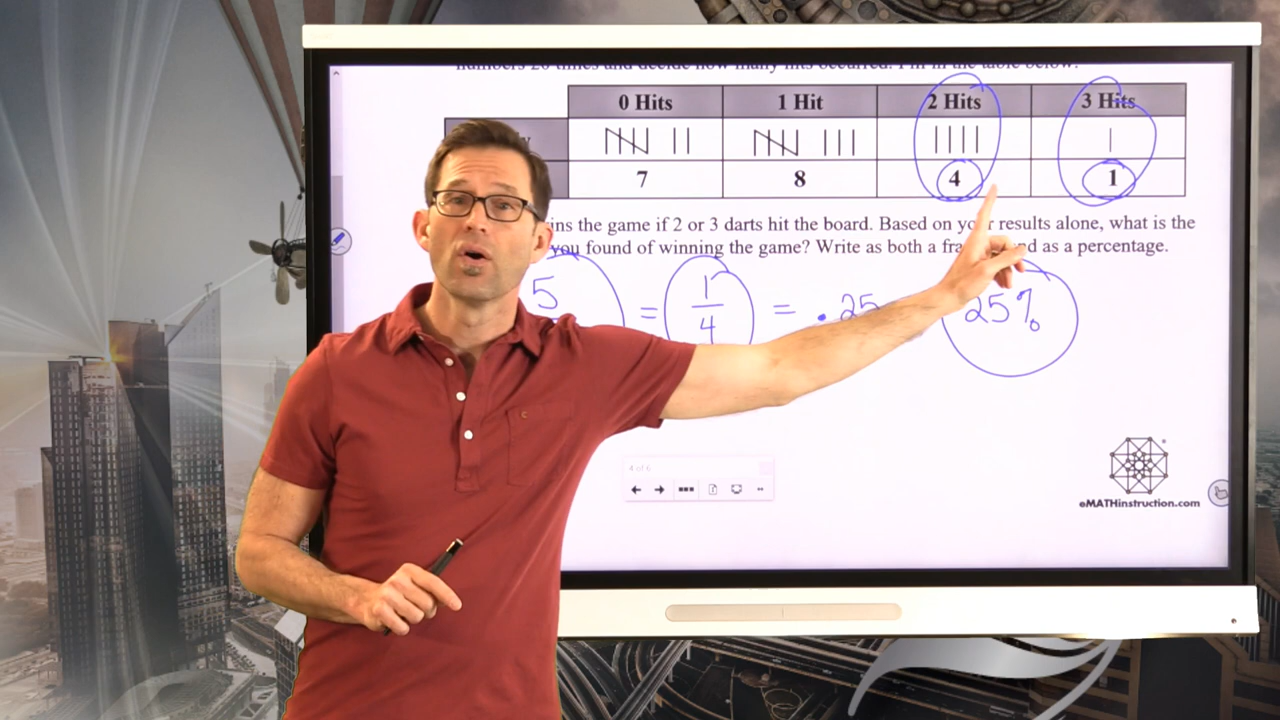 numbers 20 times and decide how many hits occurred. Fill in the table below.
0 Hits 1 Hit 2 Hits 3 Hits
7 8 4 1
the game if 2 or 3 darts hit the board. Based on your results alone, what is the
you found of winning the game? Write as both a and as a percentage.
5 = 1/4 = .25 25%
4 of 6
eMATHinstruction.com